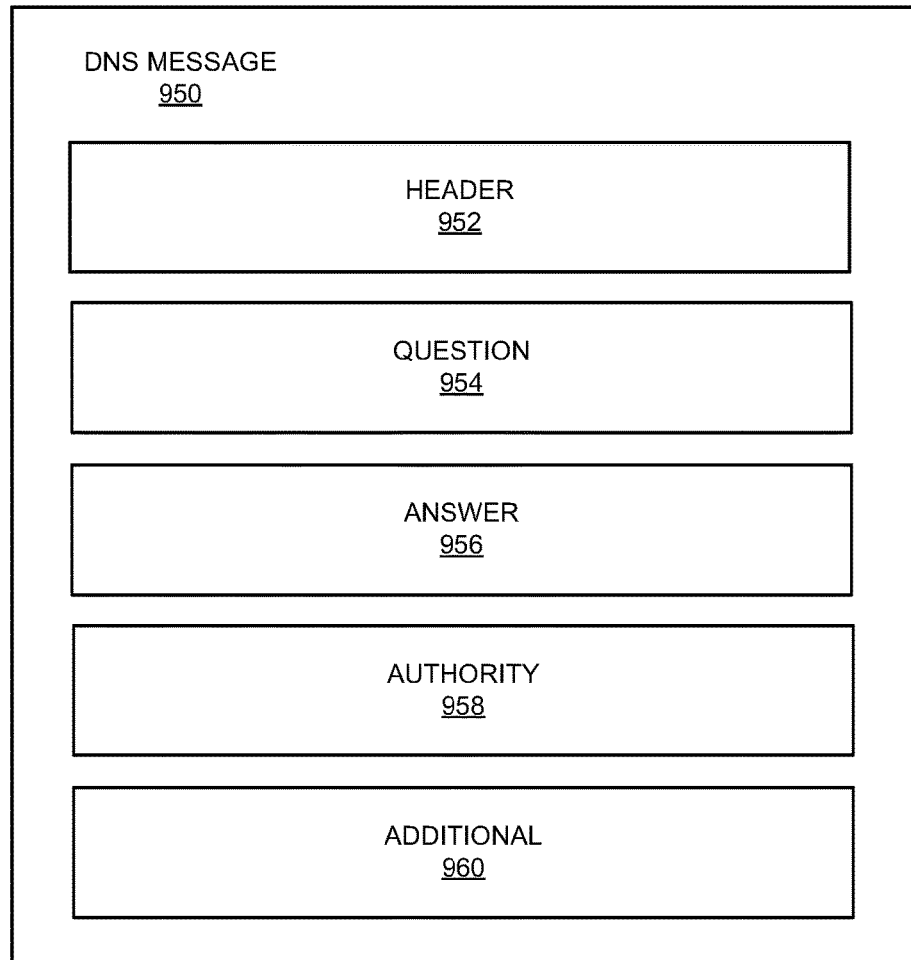 DNS MESSAGE
950
HEADER
952
QUESTION
954
ANSWER
956
AUTHORITY
958
ADDITIONAL
960